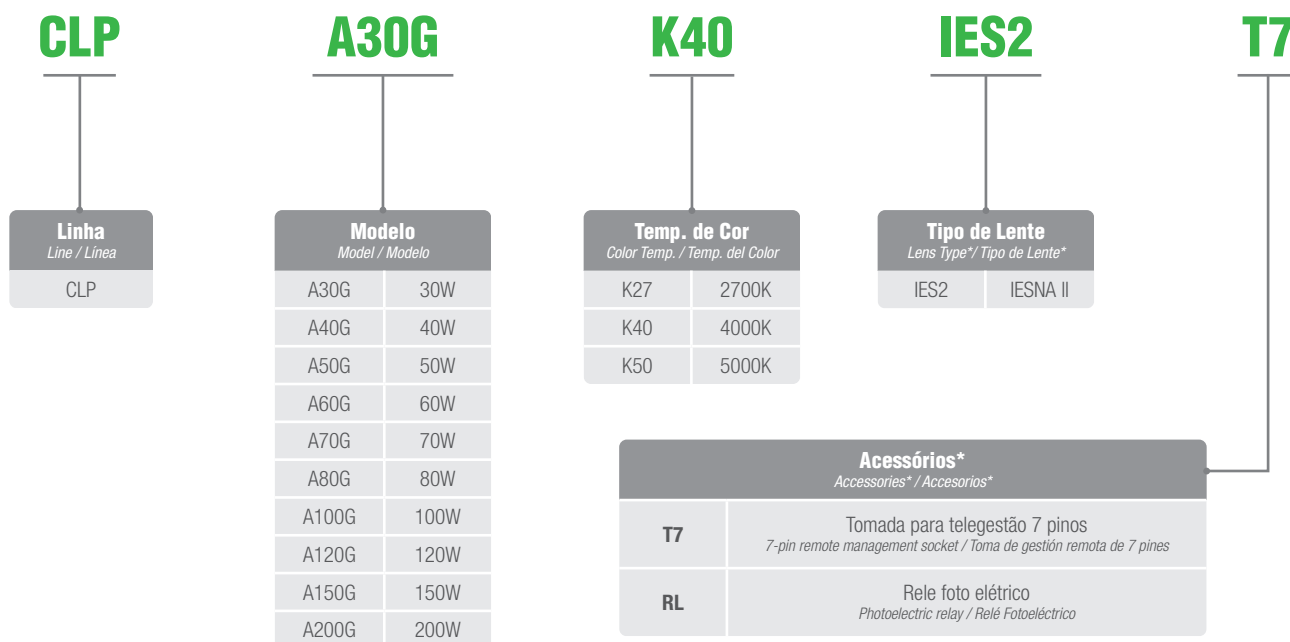 CLP A30G K40 IES2 T7
Linha
Line / Línea
CLP
Modelo
Model / Modelo
A30G 30W
A40G 40W
A50G 50W
A60G 60W
A70G 70W
A80G 80W
A100G 100W
A120G 120W
A150G 150W
A200G 200W
Temp. de Cor
Color Temp. / Temp. del Color
K27 2700K
K40 4000K
K50 5000K
Tipo de Lente
Lens Type*/ Tipo de Lente*
IES2 IESNA II
Acessórios*
Accessories* / Accesorios*
T7 Tomada para telegestão 7 pinos
7-pin remote management socket / Toma de gestión remota de 7 pines
RL Rele foto elétrico
Photoelectric relay / Relé Fotoeléctrico